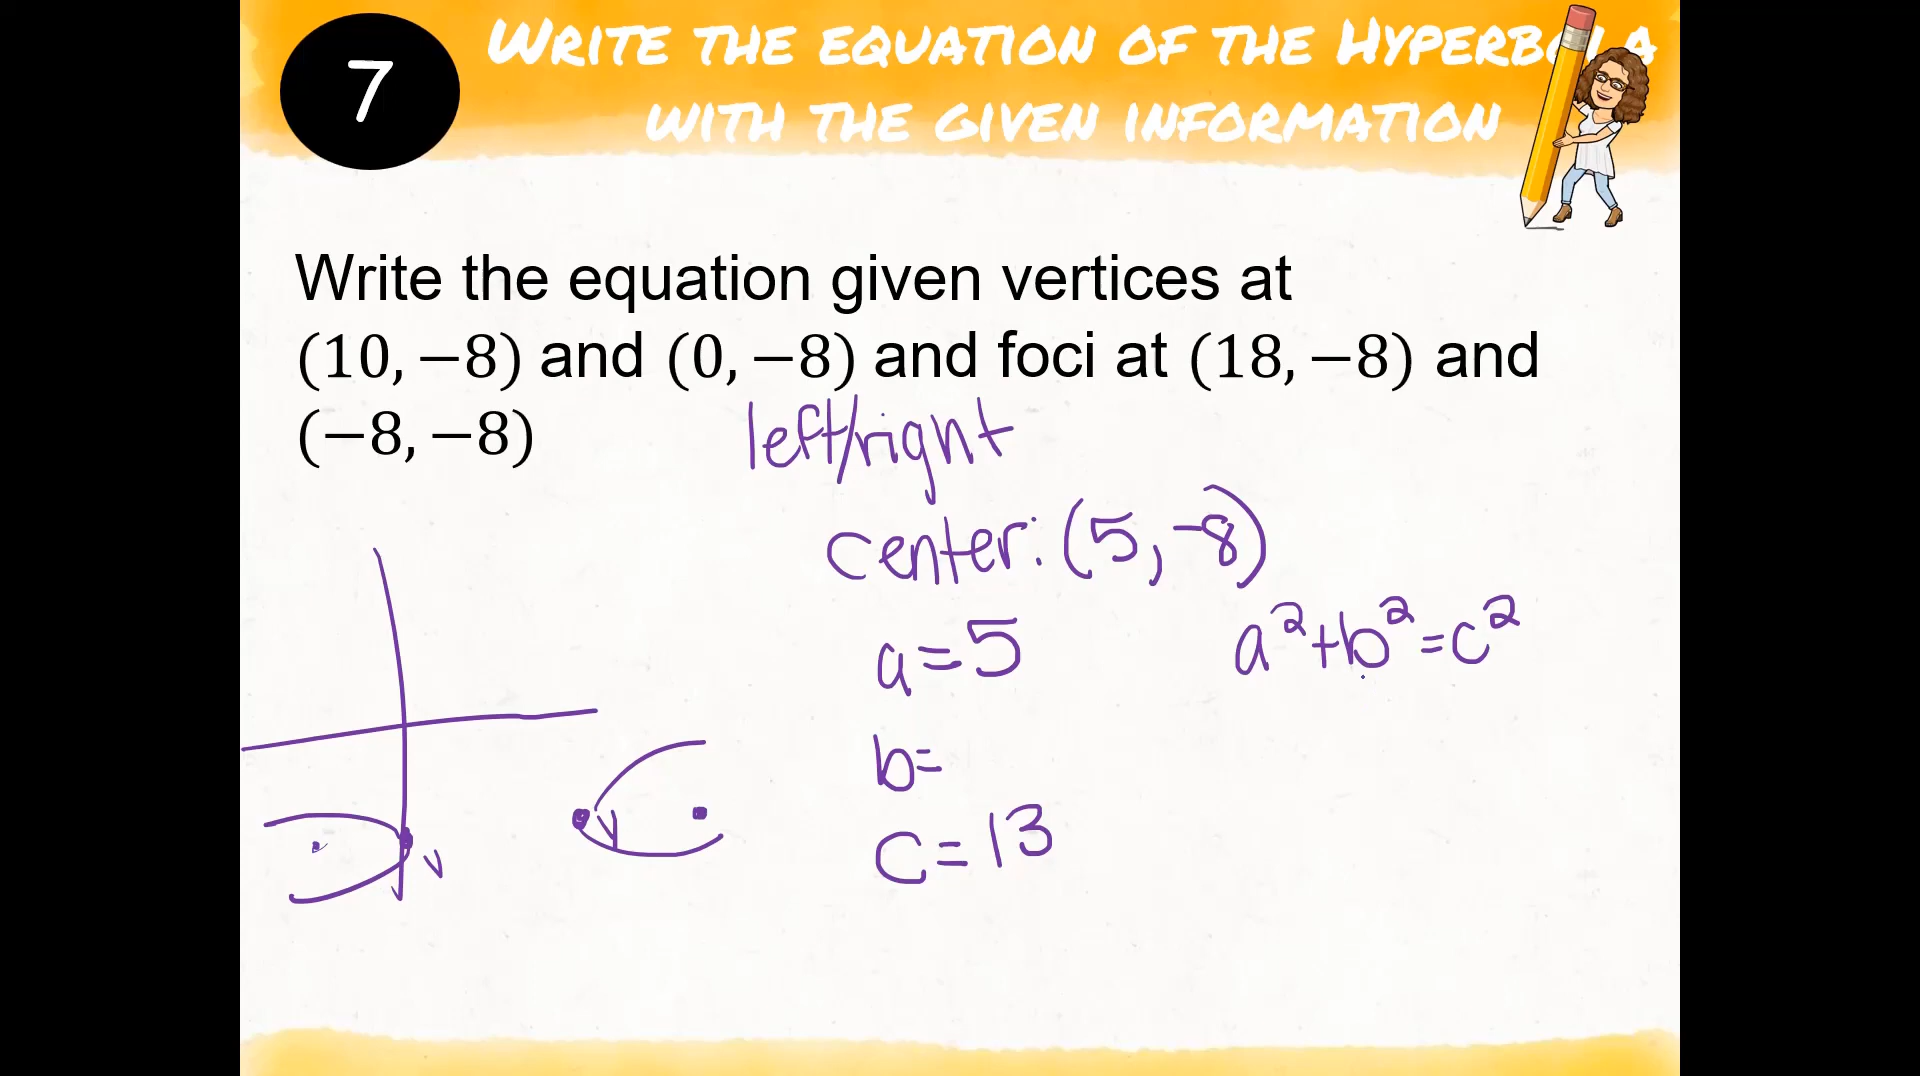 7
WRITE THE EQUATION OF THE HYPERBOLA
WITH THE GIVEN INFORMATION
Write the equation given vertices at
(10, −8) and (0, −8) and foci at (18, −8) and
(−8, −8)
left/right
center: (5, -8)
a=5
a²+b²=c²
b=
c=13
V
V